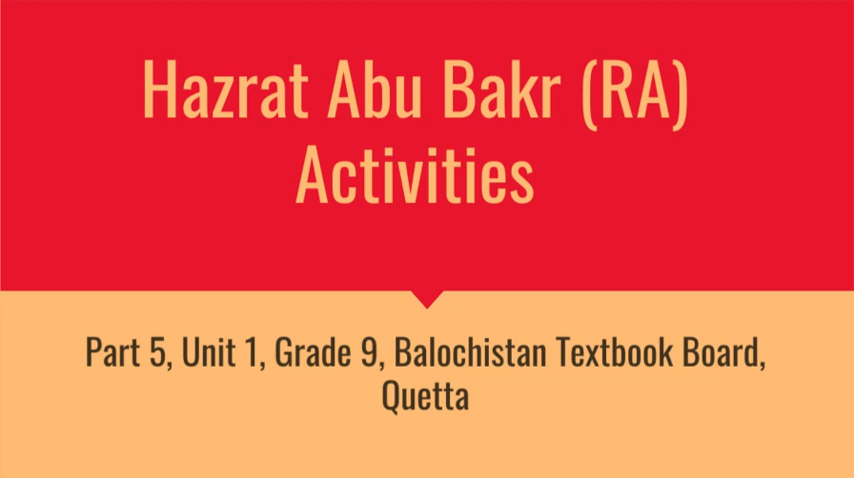 Hazrat Abu Bakr (RA)
Activities
Part 5, Unit 1, Grade 9, Balochistan Textbook Board,
Quetta